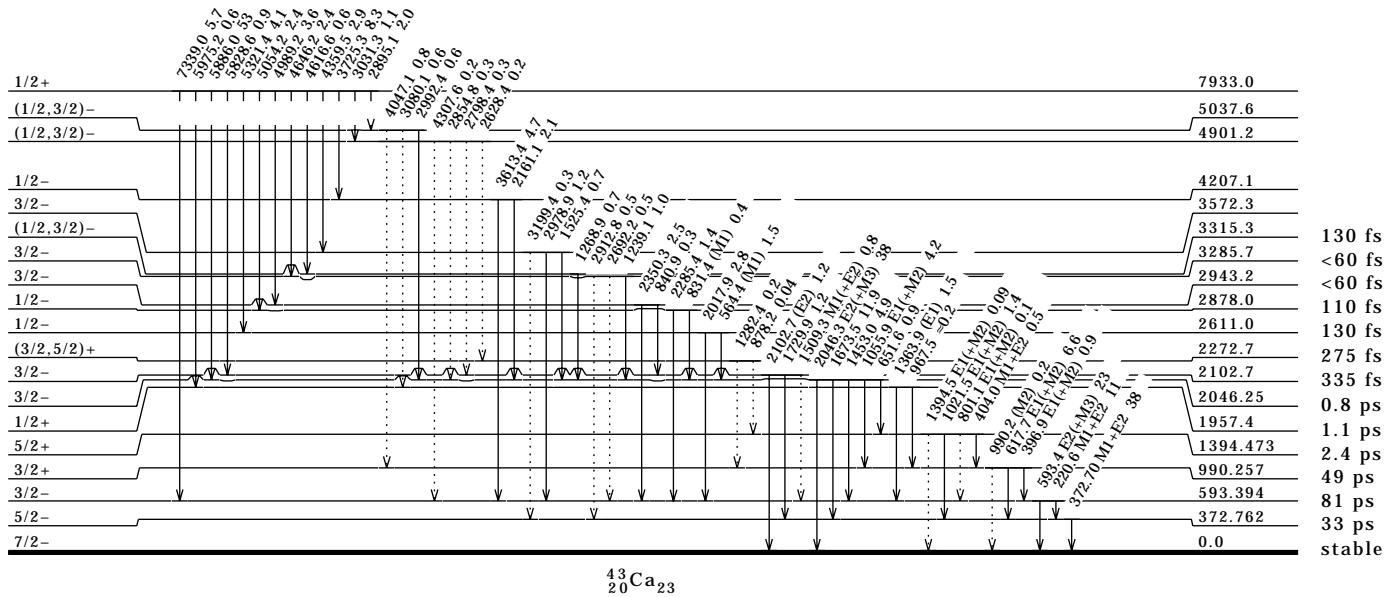 7339.0 5.7
5975.2 0.6
5886.0 53
5828.6 0.9
5321.4 4.1
5054.2 2.4
4989.2 3.6
4646.2 2.4
4616.6 0.6
4359.5 2.9
3725.3 8.3
3031.3 1.1
2895.1 2.0
4047.1 0.8
3080.1 0.6
2992.4 0.6
4307.6 0.2
2854.8 0.3
2798.4 0.3
2628.4 0.2
3613.4 4.7
2161.1 2.1
3199.4 0.3
2978.9 1.2
1525.4 0.7
1268.9 0.7
2912.8 0.5
2692.2 0.5
1239.1 1.0
2350.3 2.5
840.9 0.3
2285.4 1.4
831.4 (M1) 0.4
2017.9 2.8
564.4 (M1) 1.5
1282.4 0.2
878.2 0.04
2102.7 (E2) 1.2
1729.9 1.2
1509.3 M1(+E2) 0.8
2046.3 E2(+M3) 38
1673.5 11.9
1453.0 4.9
1055.9 E1(+M2) 4.2
651.6 0.9
1363.9 (E1) 1.5
967.5 =0.2
1394.5 E1(+M2) 0.09
1021.5 E1(+M2) 1.4
801.1 E1(+M2) 0.1
404.0 M1+E2 0.5
990.2 (M2) 0.2
617.7 E1(+M2) 6.6
396.9 E1(+M2) 0.9
593.4 E2(+M3) 23
220.6 M1+E2 11
372.70 M1+E2 38
1/2+ 7933.0
(1/2,3/2)− 5037.6
(1/2,3/2)− 4901.2
1/2− 4207.1
3/2− 3572.3
(1/2,3/2)− 3315.3 130 fs
3/2− 3285.7 <60 fs
3/2− 2943.2 <60 fs
1/2− 2878.0 110 fs
1/2− 2611.0 130 fs
(3/2,5/2)+ 2272.7 275 fs
3/2− 2102.7 335 fs
3/2− 2046.25 0.8 ps
1/2+ 1957.4 1.1 ps
5/2+ 1394.473 2.4 ps
3/2+ 990.257 49 ps
3/2− 593.394 81 ps
5/2− 372.762 33 ps
7/2− 0.0 stable
⁴³₂₀Ca₂₃